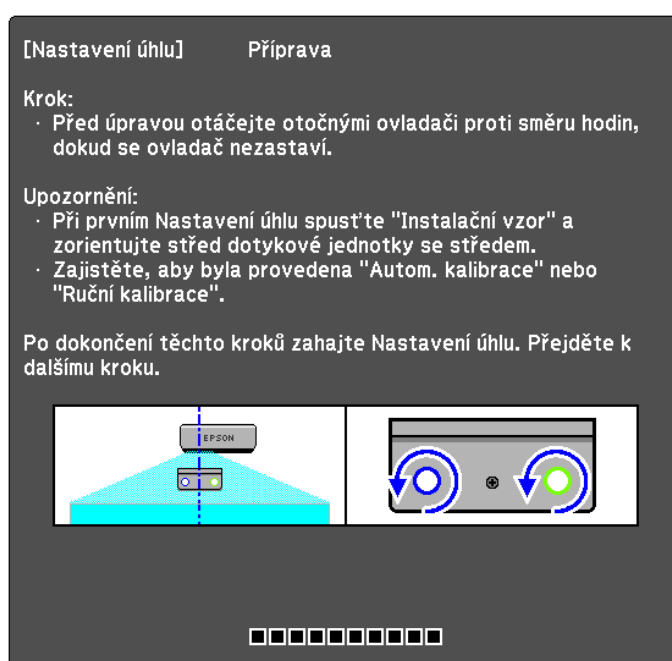 [Nastavení úhlu] Příprava
Krok:
· Před úpravou otáčejte otočnými ovladači proti směru hodin,
dokud se ovladač nezastaví.
Upozornění:
· Při prvním Nastavení úhlu spusťte "Instalační vzor" a
zorientujte střed dotykové jednotky se středem.
· Zajistěte, aby byla provedena "Autom. kalibrace" nebo
"Ruční kalibrace".
Po dokončení těchto kroků zahajte Nastavení úhlu. Přejděte k
dalšímu kroku.
EPSON